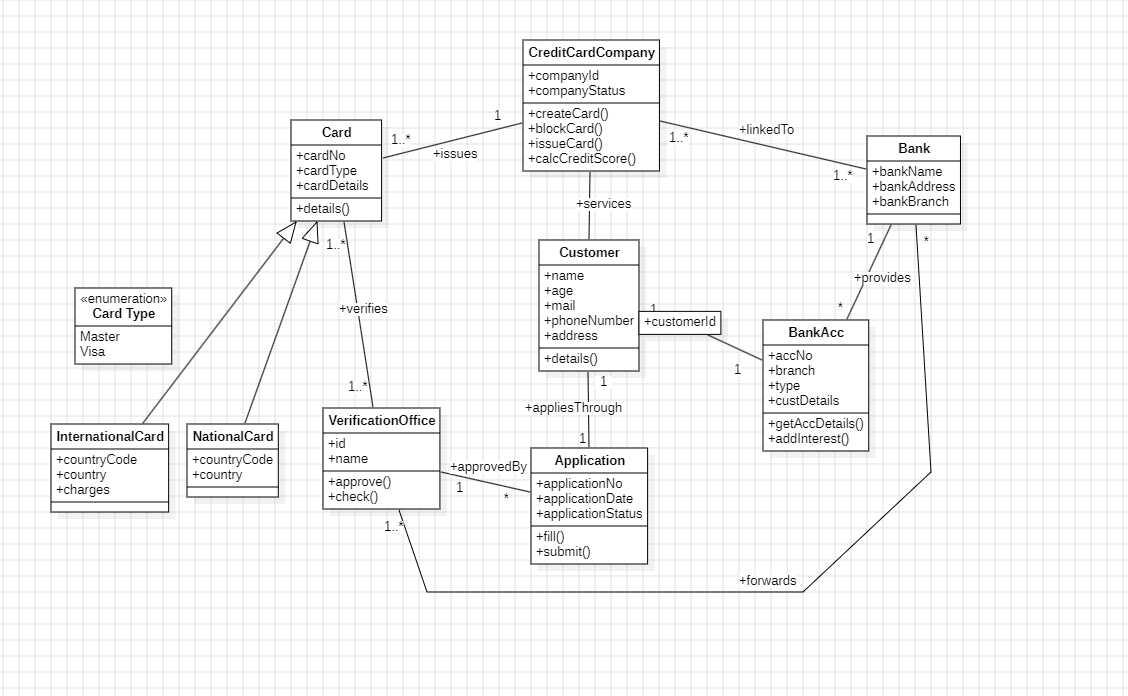 CreditCardCompany
+companyId
+companyStatus
+createCard()
+blockCard()
+issueCard()
+calcCreditScore()
1
1..*
+issues
1..*
+linkedTo
1..*
Card
+cardNo
+cardType
+cardDetails
+details()
Bank
+bankName
+bankAddress
+bankBranch
+services
1..*
1
*
Customer
+name
+age
+mail
+phoneNumber
+address
+details()
1
+customerId
1
+provides
*
«enumeration»
Card Type
Master
Visa
+verifies
1..*
BankAcc
+accNo
+branch
+type
+custDetails
+getAccDetails()
+addInterest()
1
+appliesThrough
1
InternationalCard
+countryCode
+country
+charges
NationalCard
+countryCode
+country
VerificationOffice
+id
+name
+approve()
+check()
+approvedBy
1
*
Application
+applicationNo
+applicationDate
+applicationStatus
+fill()
+submit()
1..*
+forwards